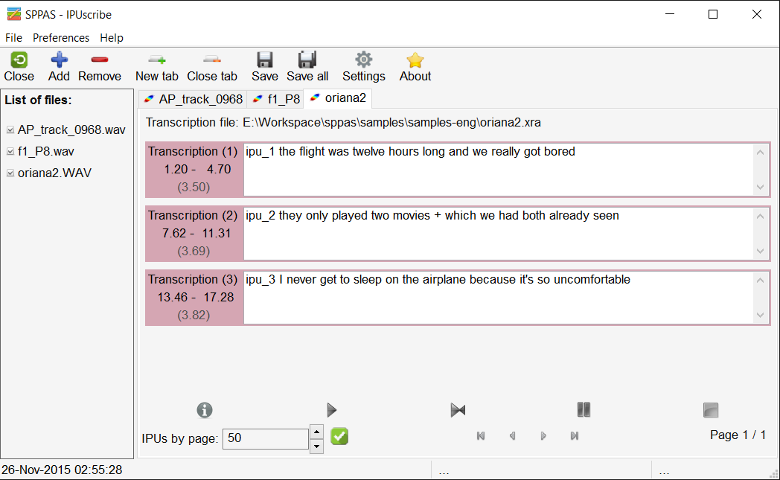 SPPAS - IPUscribe
File Preferences Help
Close Add Remove New tab Close tab Save Save all Settings About
List of files:
AP_track_0968.wav
f1_P8.wav
oriana2.WAV
AP_track_0968 f1_P8 oriana2
Transcription file: E:\Workspace\sppas\samples\samples-eng\oriana2.xra
Transcription (1)
1.20 - 4.70
(3.50)
ipu_1 the flight was twelve hours long and we really got bored
Transcription (2)
7.62 - 11.31
(3.69)
ipu_2 they only played two movies + which we had both already seen
Transcription (3)
13.46 - 17.28
(3.82)
ipu_3 I never get to sleep on the airplane because it's so uncomfortable
IPUs by page: 50
Page 1 / 1
26-Nov-2015 02:55:28 ... ...